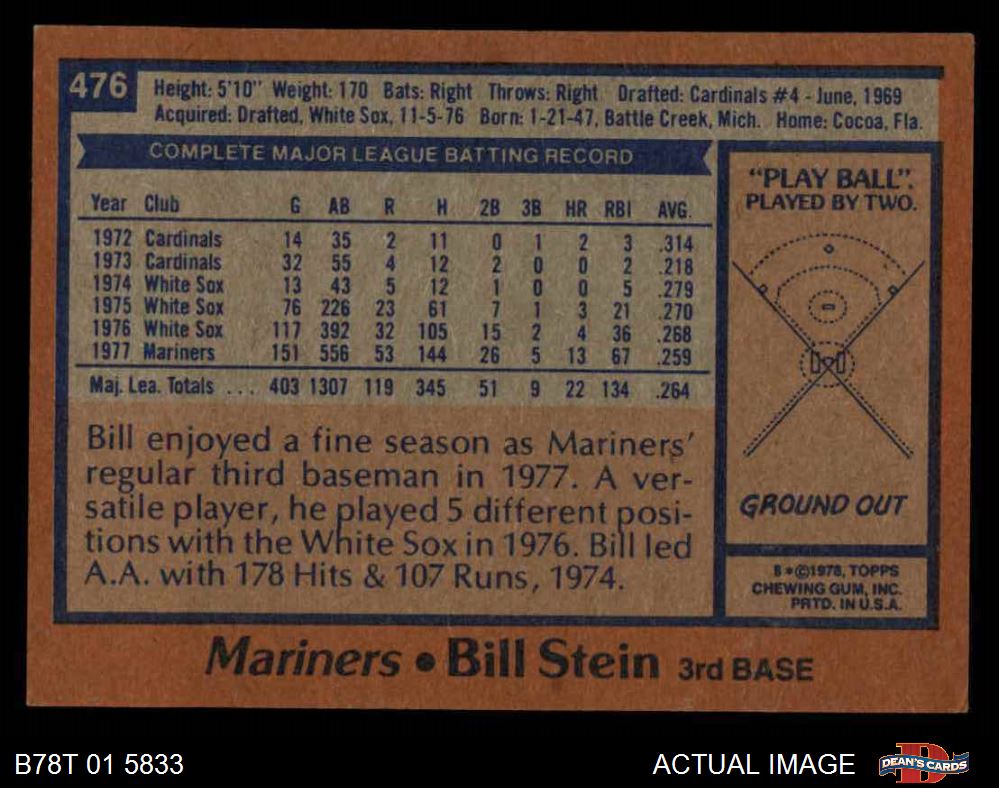 476
Height: 5'10" Weight: 170 Bats: Right Throws: Right Drafted: Cardinals #4 - June, 1969
Acquired: Drafted, White Sox, 11-5-76 Born: 1-21-47, Battle Creek, Mich. Home: Cocoa, Fla.
COMPLETE MAJOR LEAGUE BATTING RECORD
Year Club G AB R H 2B 3B HR RBI AVG.
1972 Cardinals 14 35 2 11 0 1 2 3 .314
1973 Cardinals 32 55 4 12 2 0 0 2 .218
1974 White Sox 13 43 5 12 1 0 0 5 .279
1975 White Sox 76 226 23 61 7 1 3 21 .270
1976 White Sox 117 392 32 105 15 2 4 36 .268
1977 Mariners 151 556 53 144 26 5 13 67 .259
Maj. Lea. Totals . . . 403 1307 119 345 51 9 22 134 .264
Bill enjoyed a fine season as Mariners'
regular third baseman in 1977. A ver-
satile player, he played 5 different posi-
tions with the White Sox in 1976. Bill led
A.A. with 178 Hits & 107 Runs, 1974.
"PLAY BALL".
PLAYED BY TWO.
GROUND OUT
B*©1978, TOPPS
CHEWING GUM, INC.
PRTD. IN U.S.A.
Mariners • Bill Stein 3rd BASE
B78T 01 5833
ACTUAL IMAGE
DEAN'S CARDS